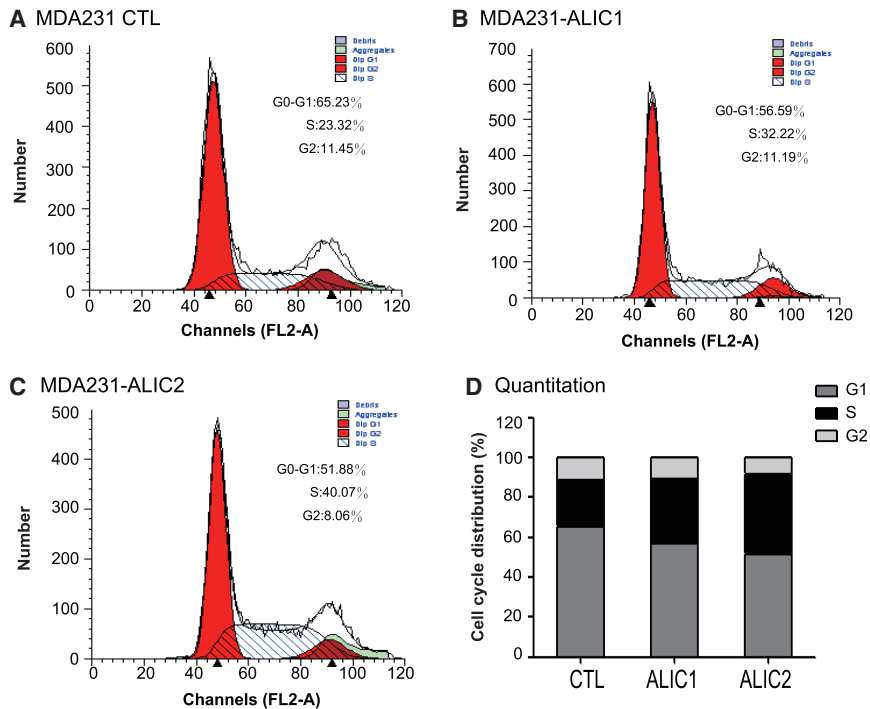 A MDA231 CTL
600
500
400
300
200
100
0
Number
0 20 40 60 80 100 120
Channels (FL2-A)
Debris
Aggregates
Dip G1
Dip G2
Dip S
G0-G1:65.23%
S:23.32%
G2:11.45%
B MDA231-ALIC1
700
600
500
400
300
200
100
0
Number
0 20 40 60 80 100 120
Channels (FL2-A)
Debris
Aggregates
Dip G1
Dip G2
Dip S
G0-G1:56.59%
S:32.22%
G2:11.19%
C MDA231-ALIC2
500
400
300
200
100
0
Number
0 20 40 60 80 100 120
Channels (FL2-A)
Debris
Aggregates
Dip G1
Dip G2
Dip S
G0-G1:51.88%
S:40.07%
G2:8.06%
D Quantitation
G1
S
G2
120
100
80
60
40
20
0
Cell cycle distribution (%)
CTL ALIC1 ALIC2